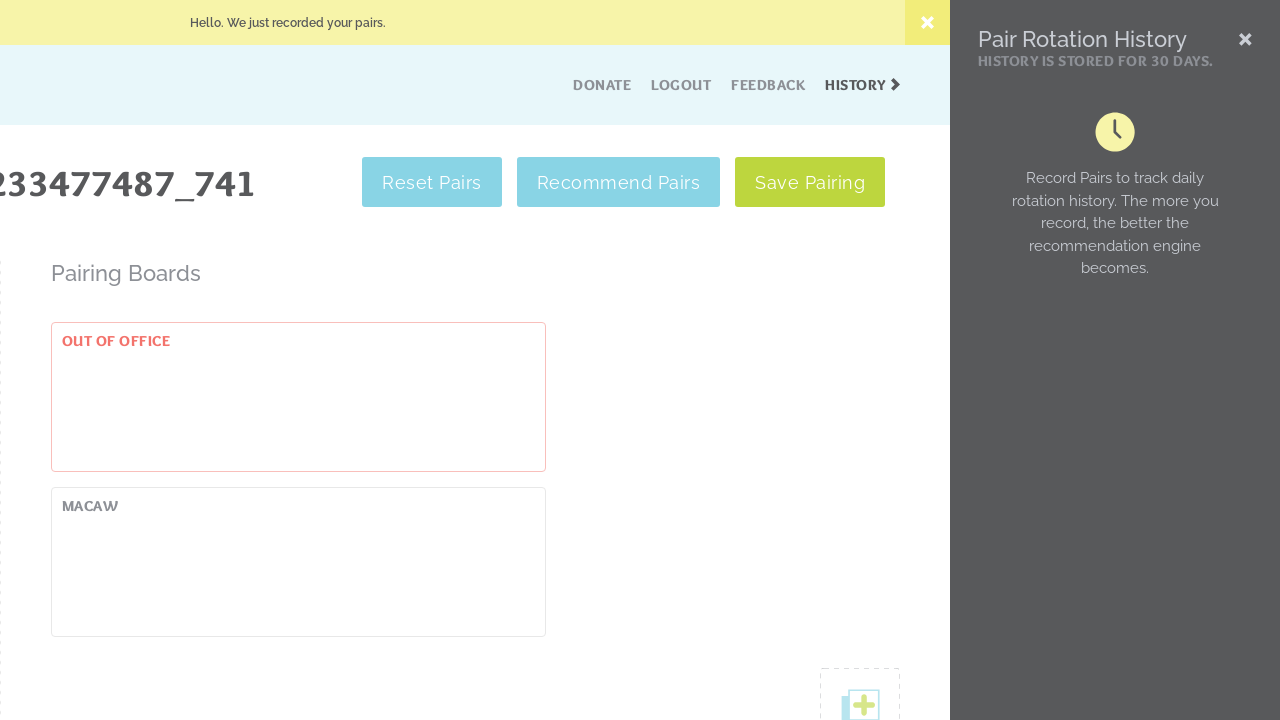 Hello. We just recorded your pairs.
DONATE LOGOUT FEEDBACK HISTORY
233477487_741
Reset Pairs Recommend Pairs Save Pairing
Pairing Boards
OUT OF OFFICE
MACAW
Pair Rotation History
HISTORY IS STORED FOR 30 DAYS.
Record Pairs to track daily
rotation history. The more you
record, the better the
recommendation engine
becomes.